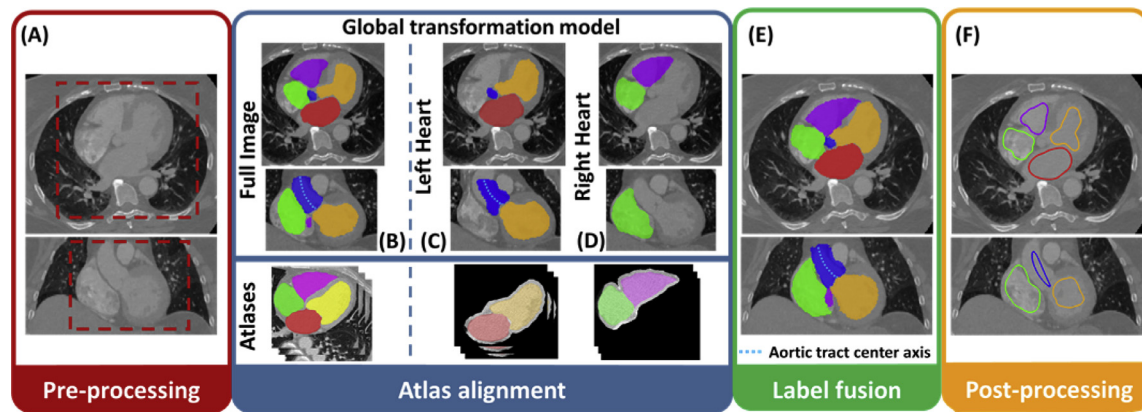 (A)
Global transformation model
Full Image
(B)
Left Heart
(C)
Right Heart
(D)
Atlases
(E)
Aortic tract center axis
(F)
Pre-processing
Atlas alignment
Label fusion
Post-processing